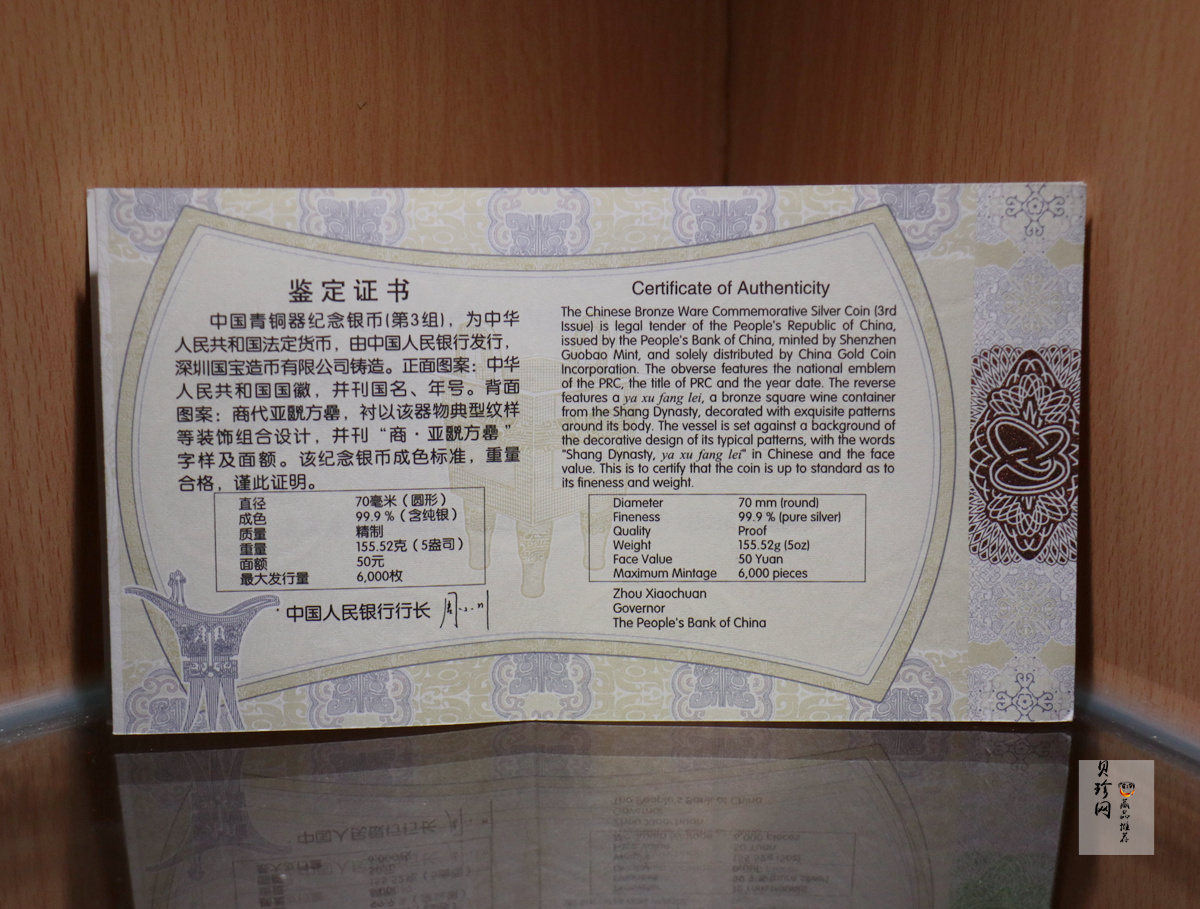 鉴定证书
中国青铜器纪念银币(第3组)，为中华
人民共和国法定货币，由中国人民银行发行，
深圳国宝造币有限公司铸造。正面图案：中华
人民共和国国徽，并刊国名、年号。背面
图案：商代亚 方罍，衬以该器物典型纹样
等装饰组合设计，并刊“商·亚 方罍”
字样及面额。该纪念银币成色标准，重量
合格，谨此证明。
直径 70毫米（圆形）
成色 99.9％（含纯银）
质量 精制
重量 155.52克（5盎司）
面额 50元
最大发行量 6,000枚
中国人民银行行长
Certificate of Authenticity
The Chinese Bronze Ware Commemorative Silver Coin (3rd
Issue) is legal tender of the People's Republic of China,
issued by the People's Bank of China, minted by Shenzhen
Guobao Mint, and solely distributed by China Gold Coin
Incorporation. The obverse features the national emblem
of the PRC, the title of PRC and the year date. The reverse
features a ya xu fang lei, a bronze square wine container
from the Shang Dynasty, decorated with exquisite patterns
around its body. The vessel is set against a background of
the decorative design of its typical patterns, with the words
"Shang Dynasty, ya xu fang lei" in Chinese and the face
value. This is to certify that the coin is up to standard as to
its fineness and weight.
Diameter 70 mm (round)
Fineness 99.9 % (pure silver)
Quality Proof
Weight 155.52g (5oz)
Face Value 50 Yuan
Maximum Mintage 6,000 pieces
Zhou Xiaochuan
Governor
The People's Bank of China
贝珍网
藏品推荐